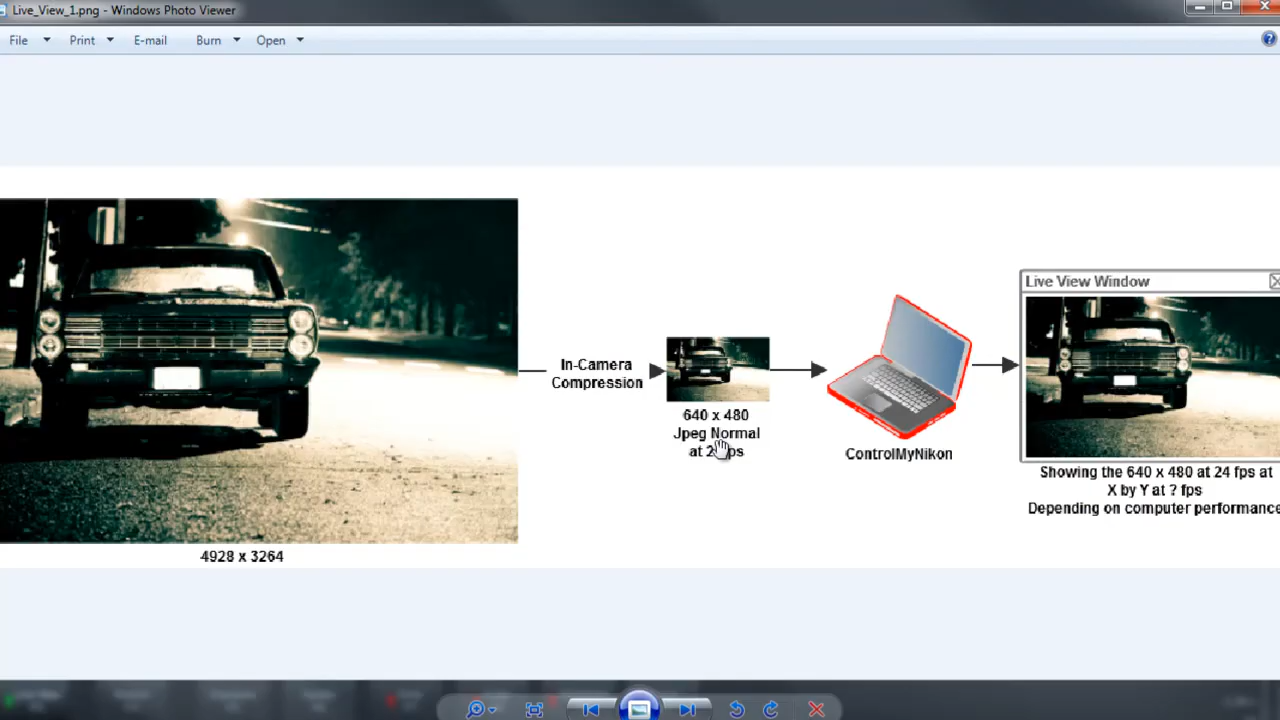 Live_View_1.png - Windows Photo Viewer
File Print E-mail Burn Open
In-Camera
Compression
4928 x 3264
640 x 480
Jpeg Normal
at
ControlMyNikon
Live View Window
Showing the 640 x 480 at 24 fps at
X by Y at ? fps
Depending on computer performance